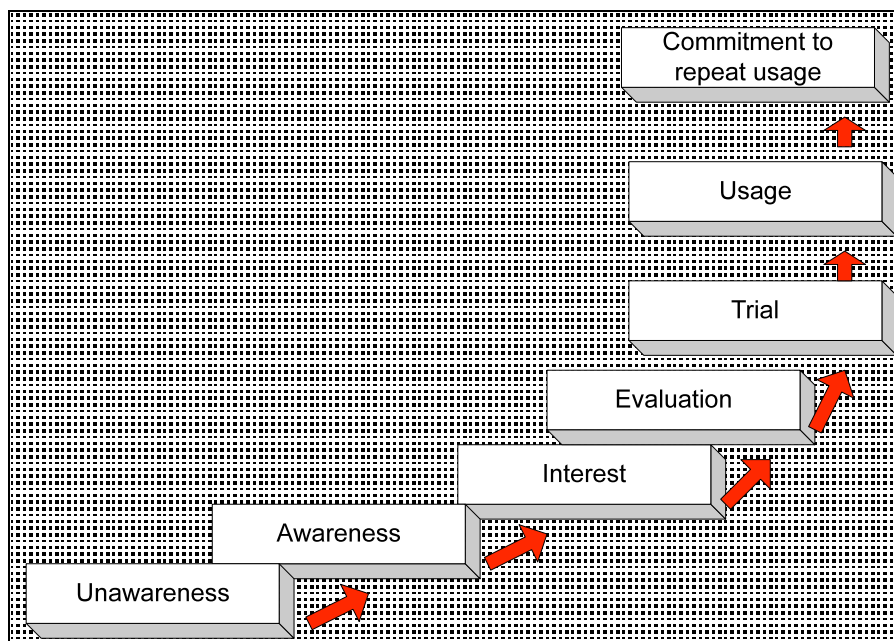 Commitment to
repeat usage
Usage
Trial
Evaluation
Interest
Awareness
Unawareness